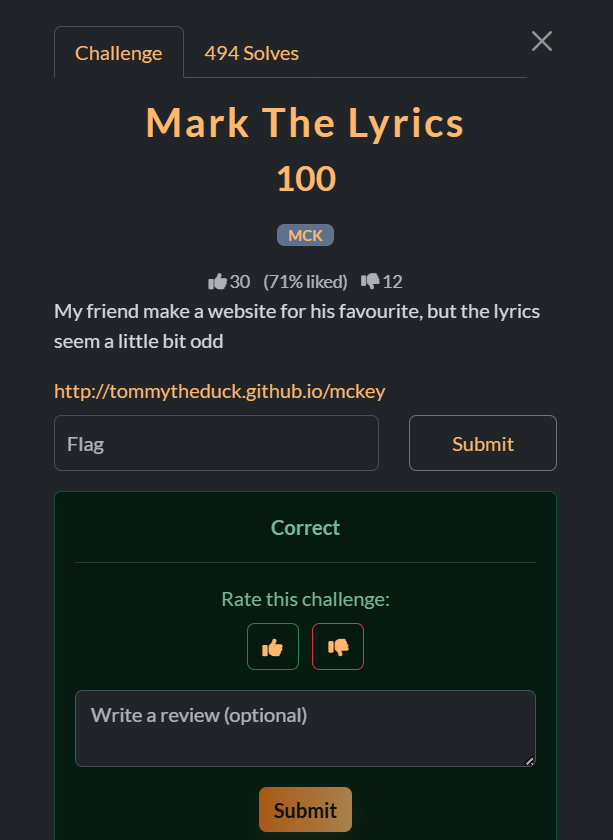 Challenge
494 Solves
Mark The Lyrics
100
MCK
30 (71% liked) 12
My friend make a website for his favourite, but the lyrics
seem a little bit odd
http://tommytheduck.github.io/mckey
Flag
Submit
Correct
Rate this challenge:
Write a review (optional)
Submit